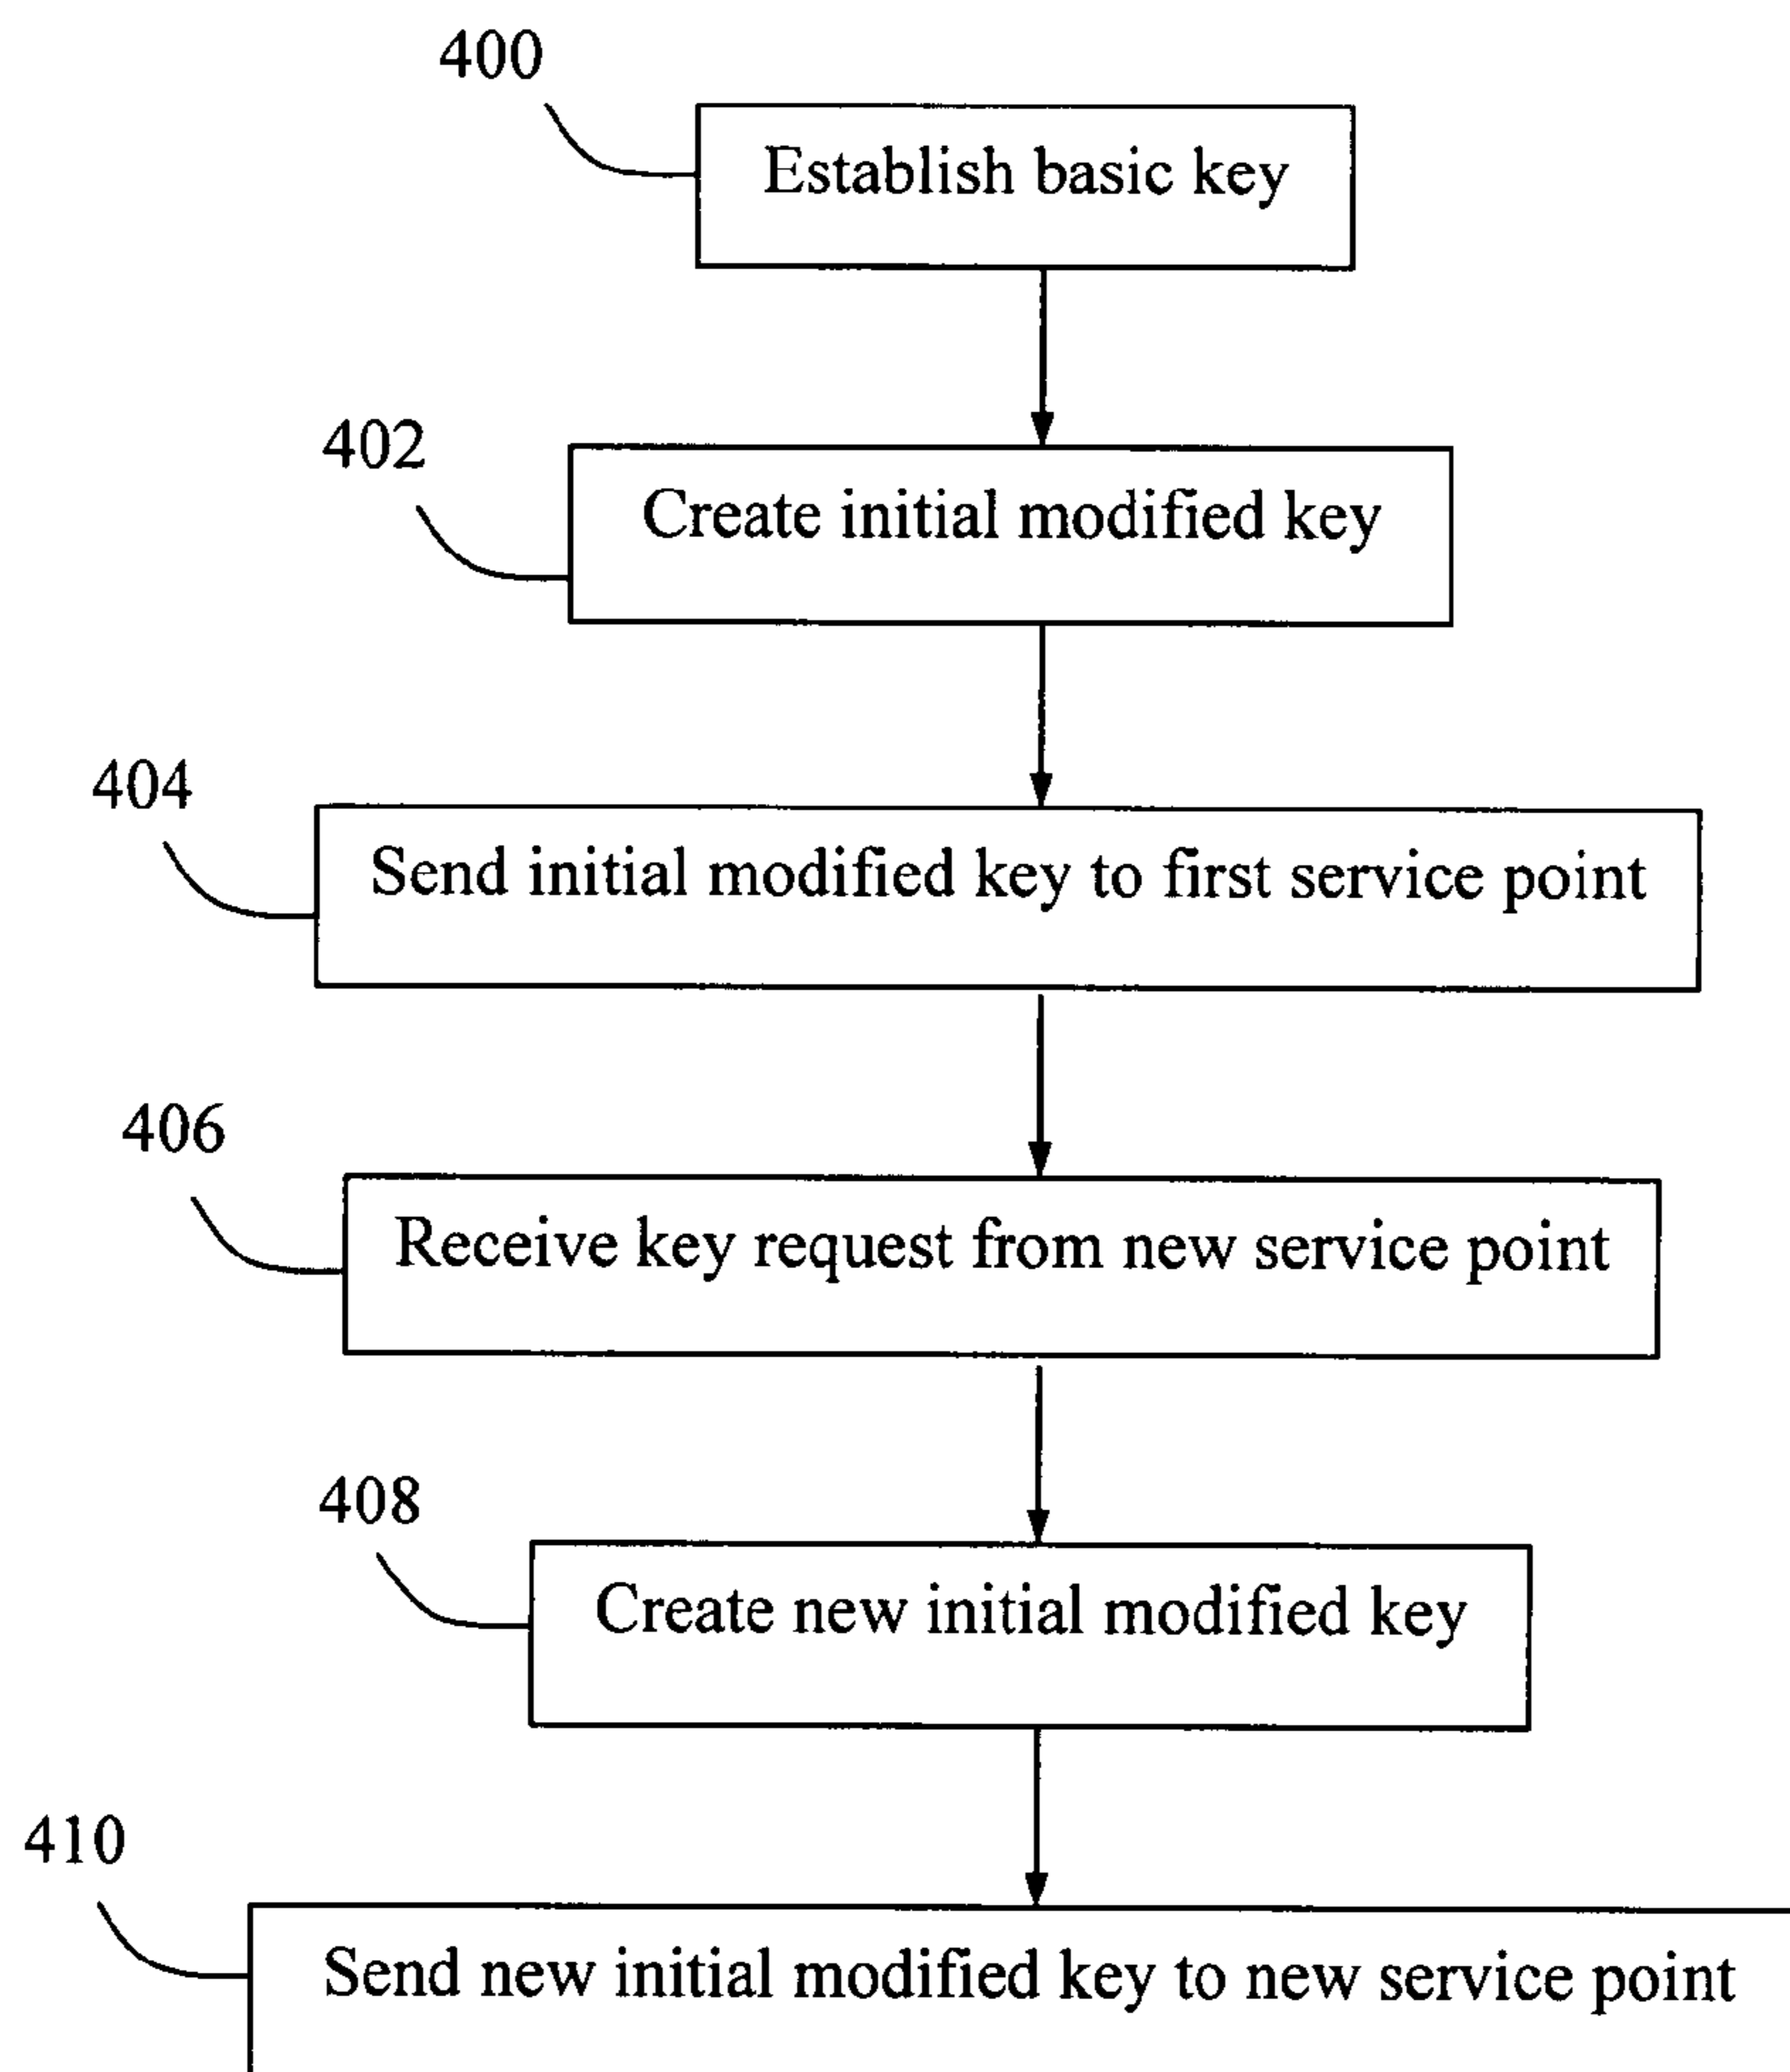 400
Establish basic key
402
Create initial modified key
404
Send initial modified key to first service point
406
Receive key request from new service point
408
Create new initial modified key
410
Send new initial modified key to new service point